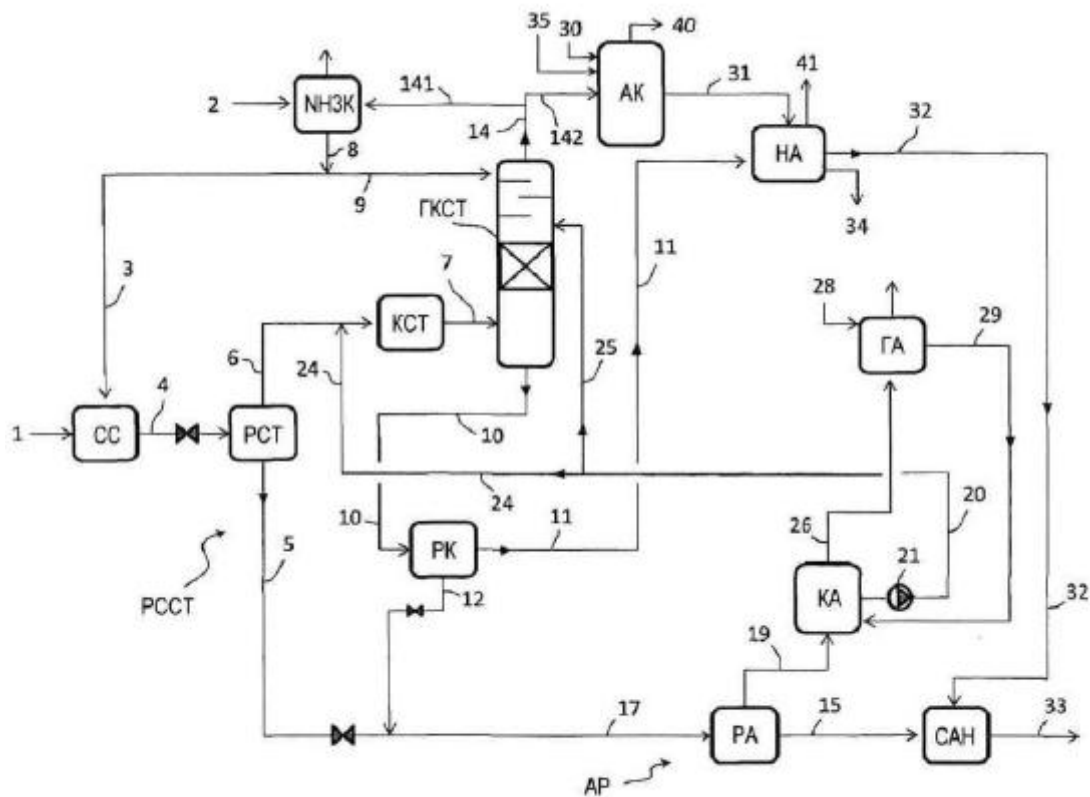 35 30 40
2 NH3К 141 АК 31 41
14 142 НА 32
8
9 34
ГКСТ
3 7 11
КСТ 28 ГА 29
6 24 25
4
1 СС РСТ 10
24 20
10 11 26
РК 21
5 12 КА
РССТ 32
19
17 РА 15 САН 33
АР